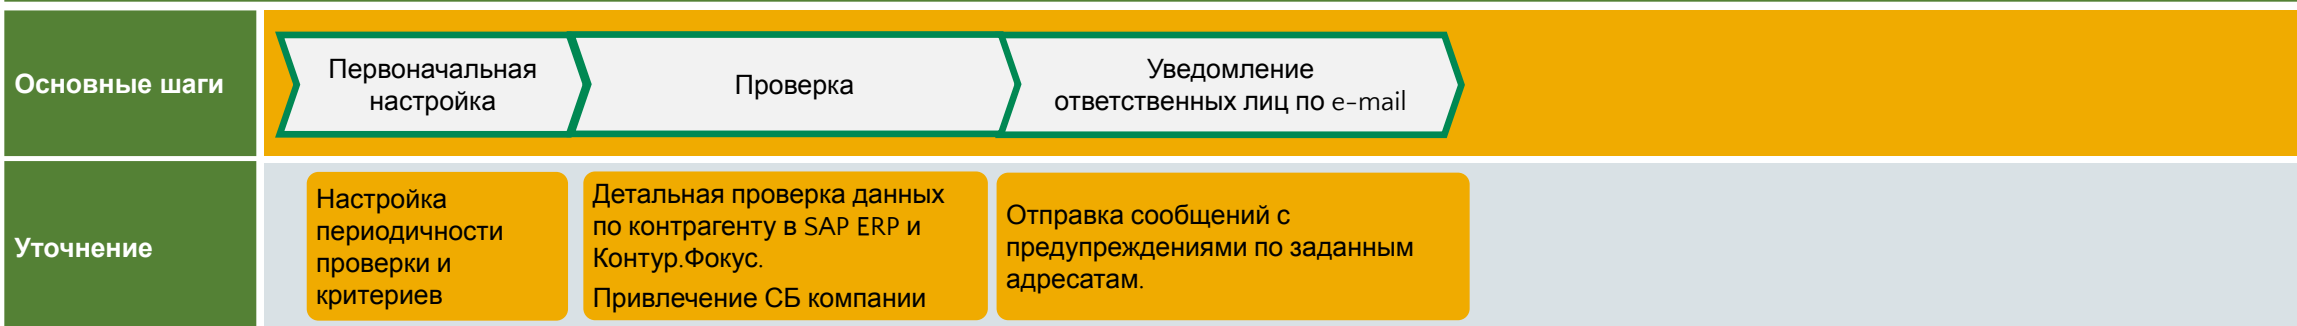 Основные шаги
Первоначальная
настройка
Проверка
Уведомление
ответственных лиц по e-mail
Уточнение
Настройка
периодичности
проверки и
критериев
Детальная проверка данных
по контрагенту в SAP ERP и
Контур.Фокус.
Привлечение СБ компании
Отправка сообщений с
предупреждениями по заданным
адресатам.